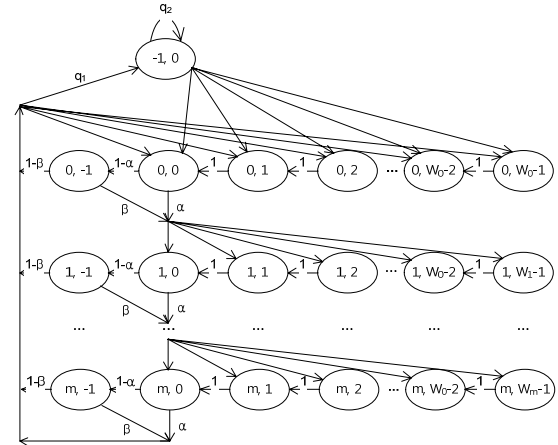 q₂
-1, 0
q₁
1-β 0, -1 1-α 0, 0 1 0, 1 1 0, 2 ... 0, W₀-2 1 0, W₀-1
β α
1-β 1, -1 1-α 1, 0 1 1, 1 1 1, 2 ... 1, W₀-2 1 1, W₁-1
β α
... ... ... ... ... ...
1-β m, -1 1-α m, 0 1 m, 1 1 m, 2 ... m, W₀-2 1 m, Wₘ-1
β α